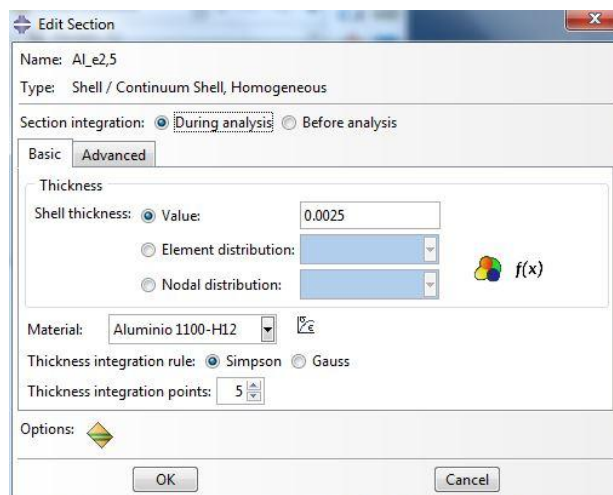 Edit Section
Name: Al_e2,5
Type: Shell / Continuum Shell, Homogeneous
Section integration: During analysis Before analysis
Basic Advanced
Thickness
Shell thickness: Value: 0.0025
Element distribution:
Nodal distribution: f(x)
Material: Aluminio 1100-H12 σ ε
Thickness integration rule: Simpson Gauss
Thickness integration points: 5
Options:
OK Cancel